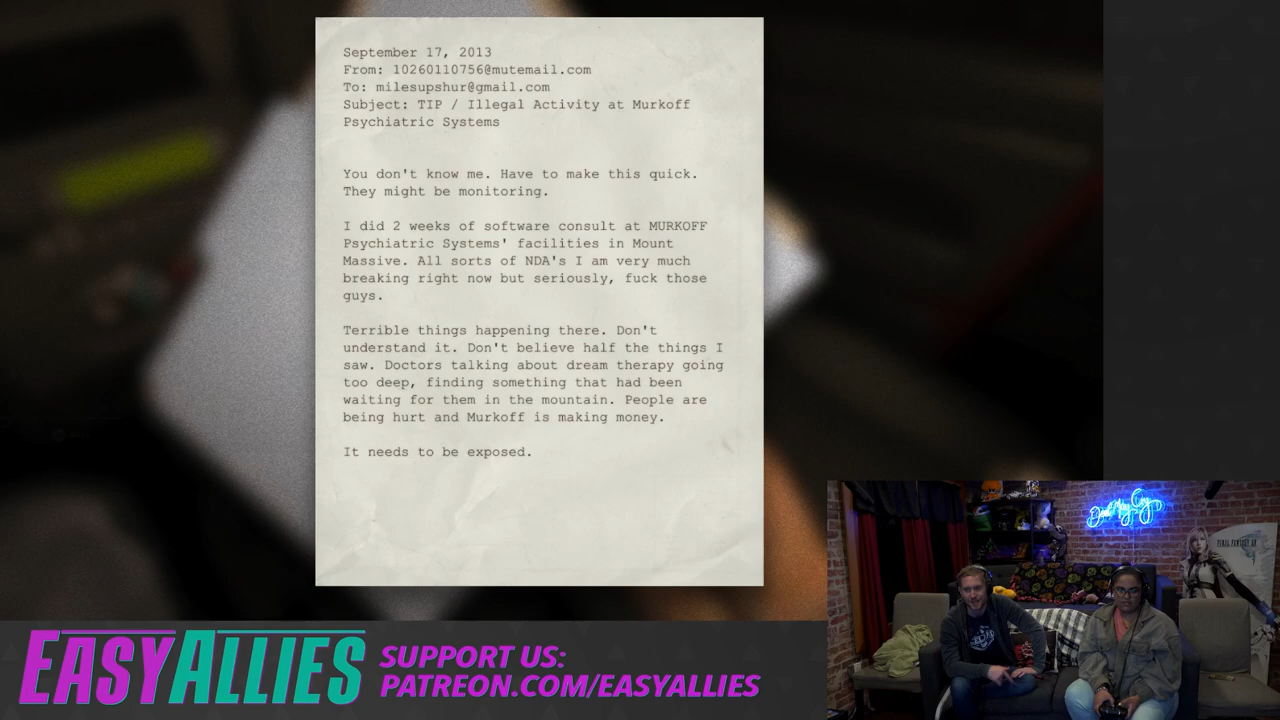 September 17, 2013
From: 10260110756@mutemail.com
To: milesupshur@gmail.com
Subject: TIP / Illegal Activity at Murkoff
Psychiatric Systems
You don't know me. Have to make this quick.
They might be monitoring.
I did 2 weeks of software consult at MURKOFF
Psychiatric Systems' facilities in Mount
Massive. All sorts of NDA's I am very much
breaking right now but seriously, fuck those
guys.
Terrible things happening there. Don't
understand it. Don't believe half the things I
saw. Doctors talking about dream therapy going
too deep, finding something that had been
waiting for them in the mountain. People are
being hurt and Murkoff is making money.
It needs to be exposed.
Devil May Cry
FINAL FANTASY
EASYALLIES
SUPPORT US:
PATREON.COM/EASYALLIES